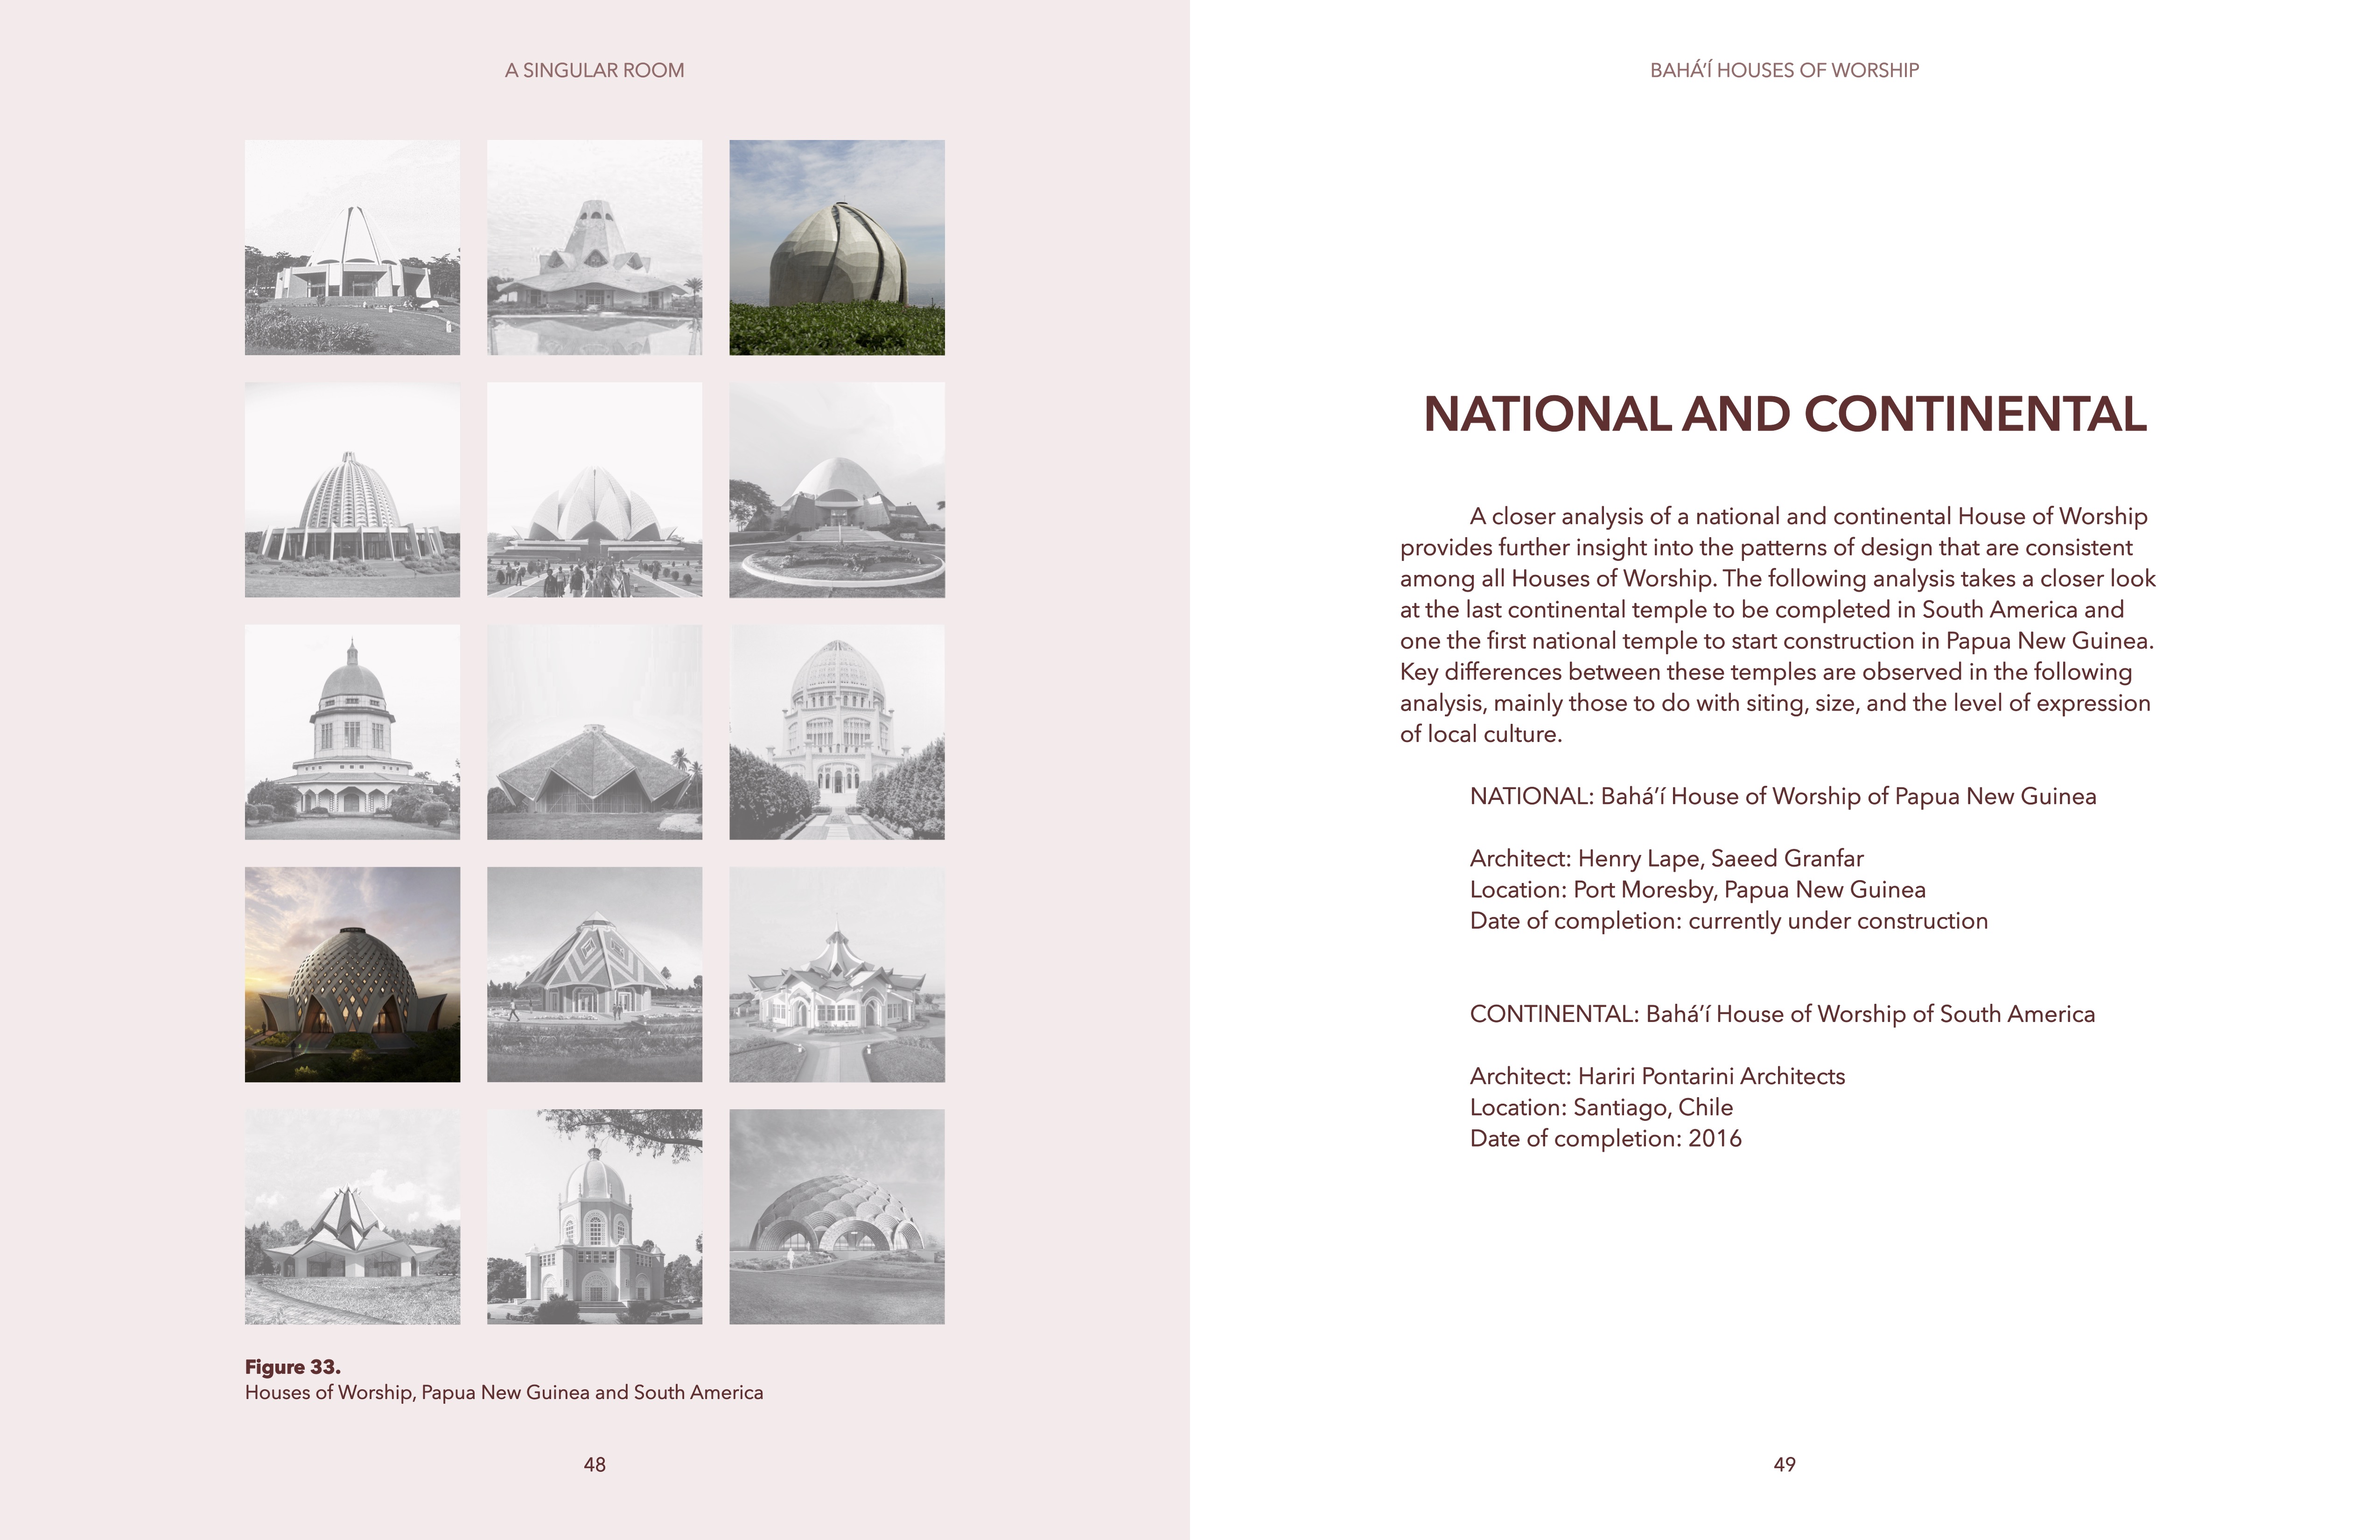 A SINGULAR ROOM
Figure 33.
Houses of Worship, Papua New Guinea and South America
48
BAHÁ’Í HOUSES OF WORSHIP
NATIONAL AND CONTINENTAL
A closer analysis of a national and continental House of Worship
provides further insight into the patterns of design that are consistent
among all Houses of Worship. The following analysis takes a closer look
at the last continental temple to be completed in South America and
one the first national temple to start construction in Papua New Guinea.
Key differences between these temples are observed in the following
analysis, mainly those to do with siting, size, and the level of expression
of local culture.
NATIONAL: Bahá’í House of Worship of Papua New Guinea
Architect: Henry Lape, Saeed Granfar
Location: Port Moresby, Papua New Guinea
Date of completion: currently under construction
CONTINENTAL: Bahá’í House of Worship of South America
Architect: Hariri Pontarini Architects
Location: Santiago, Chile
Date of completion: 2016
49